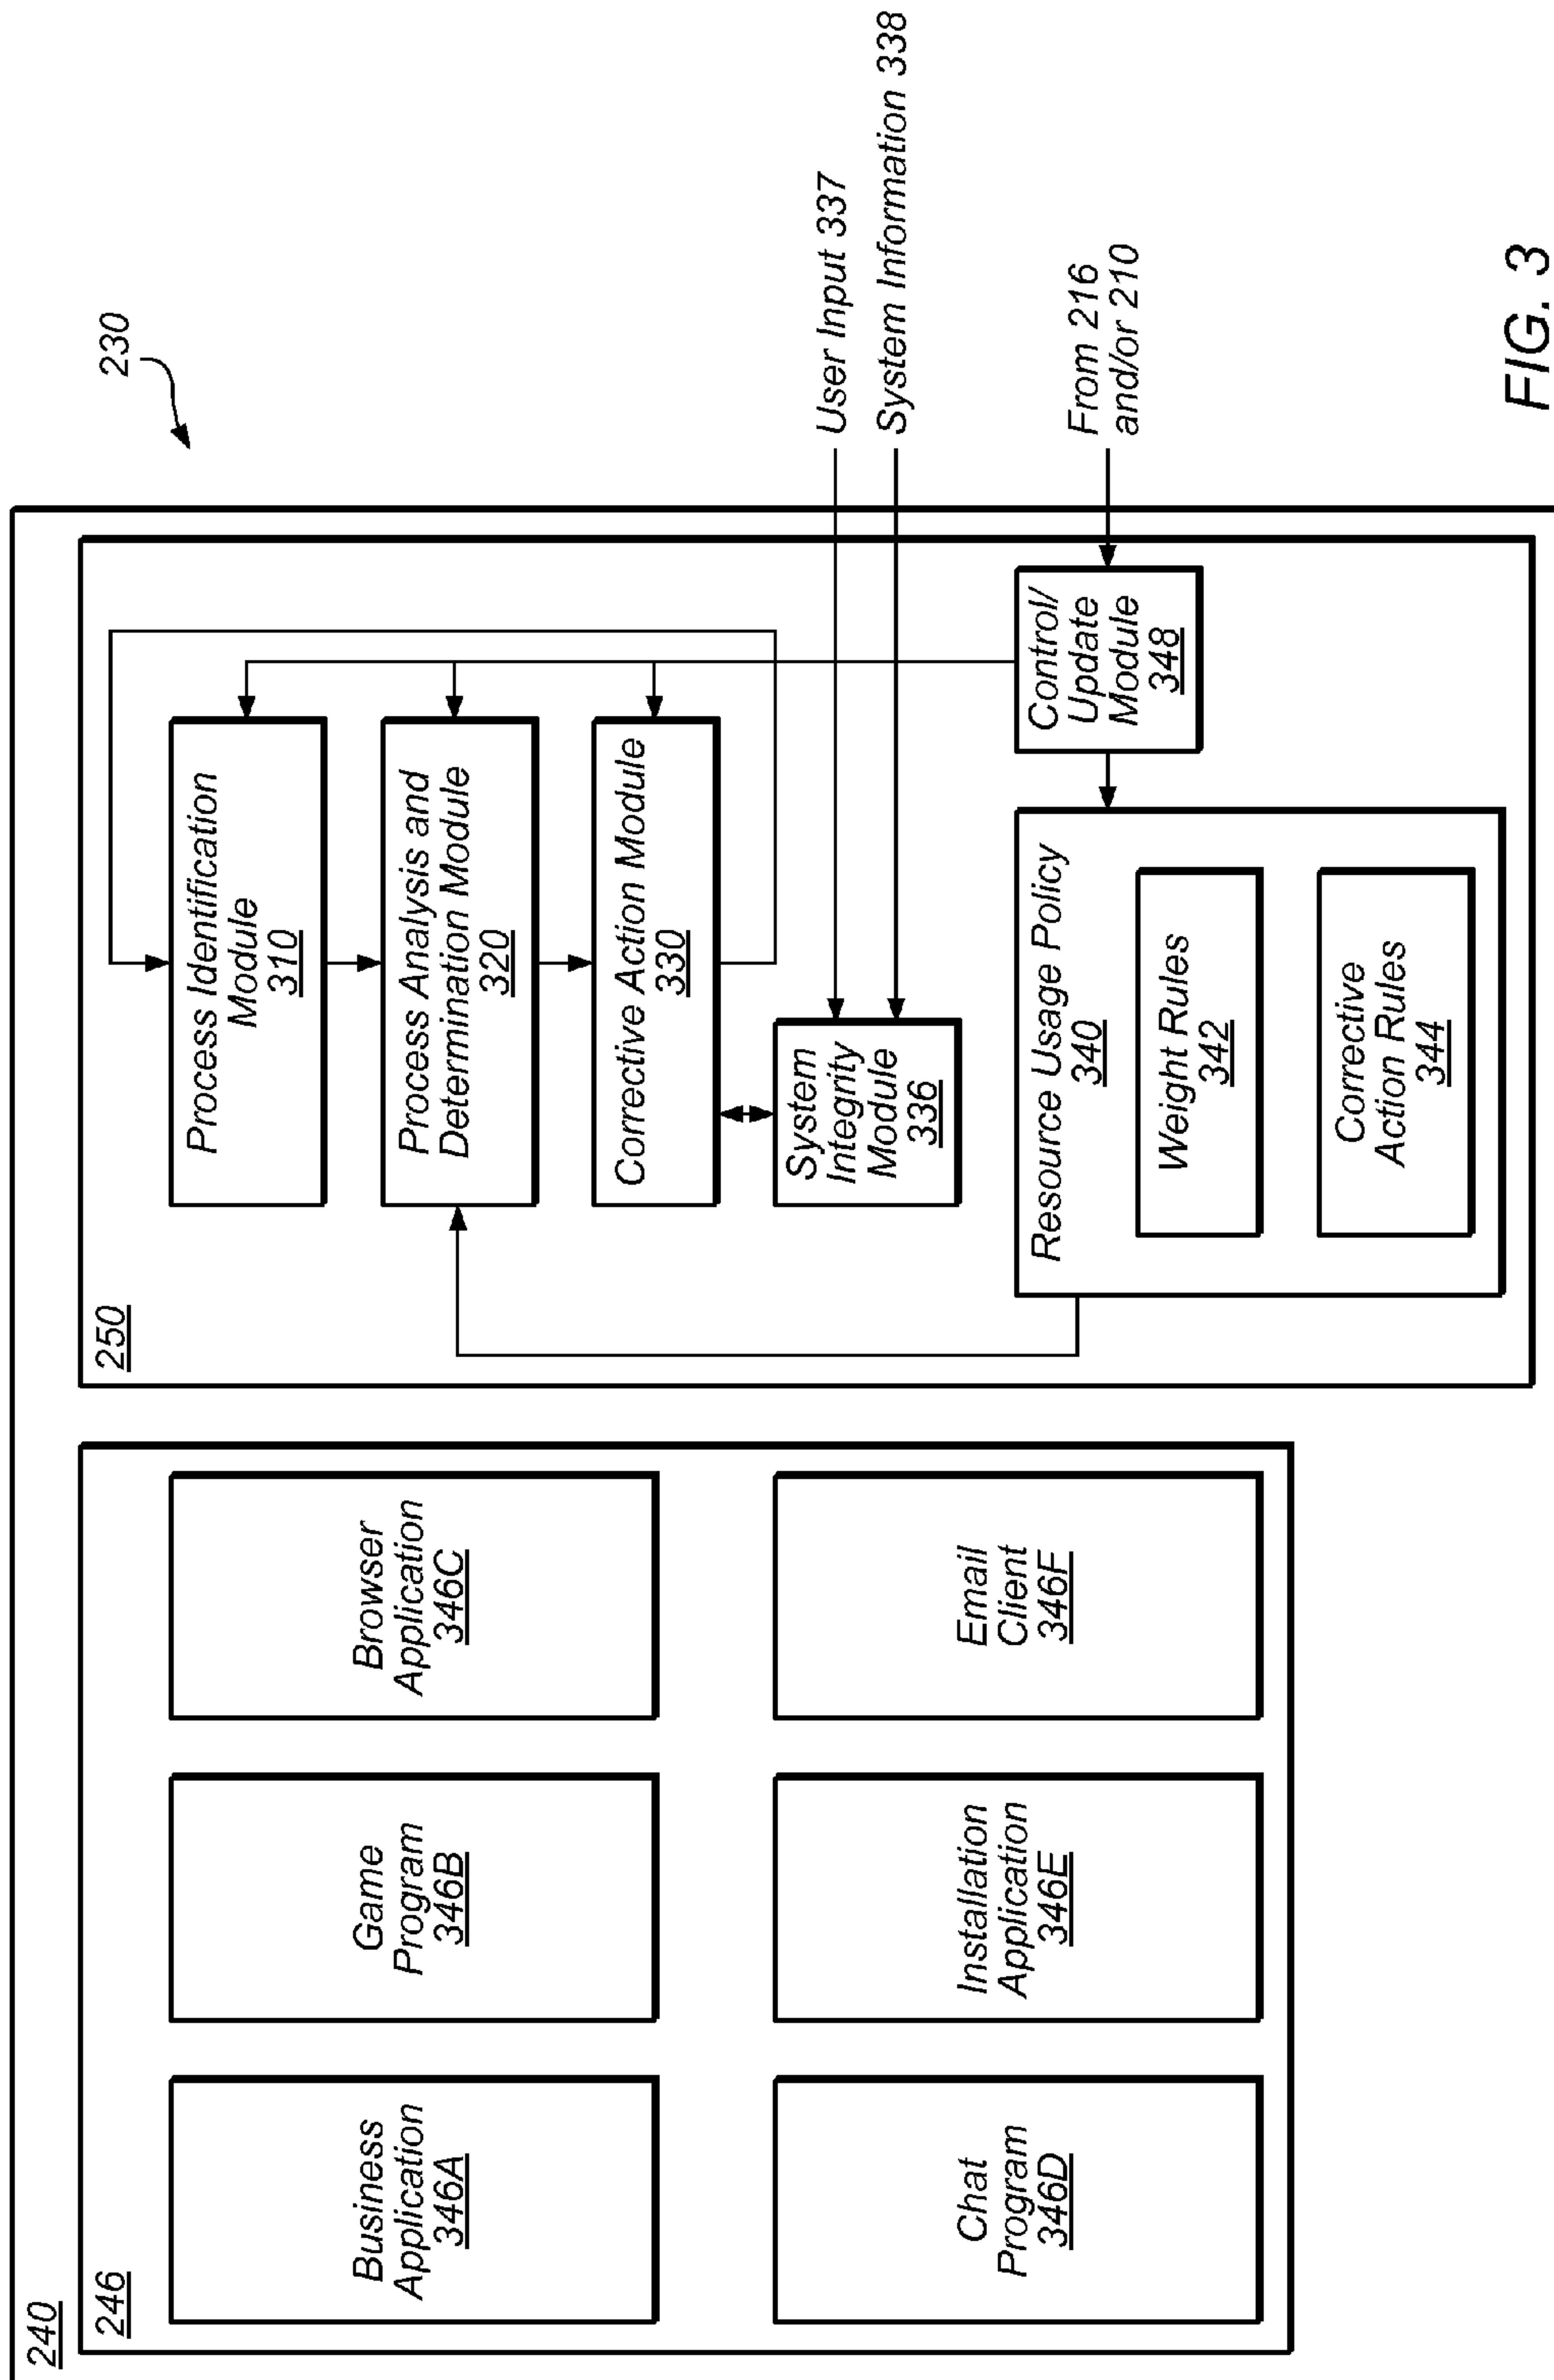 230
240
246
Business
Application
346A
Game
Program
346B
Browser
Application
346C
Chat
Program
346D
Installation
Application
346E
Email
Client
346F
250
Process Identification
Module
310
Process Analysis and
Determination Module
320
Corrective Action Module
330
System
Integrity
Module
336
User Input 337
System Information 338
Resource Usage Policy
340
Weight Rules
342
Corrective
Action Rules
344
Control/
Update
Module
348
From 216
and/or 210
FIG. 3